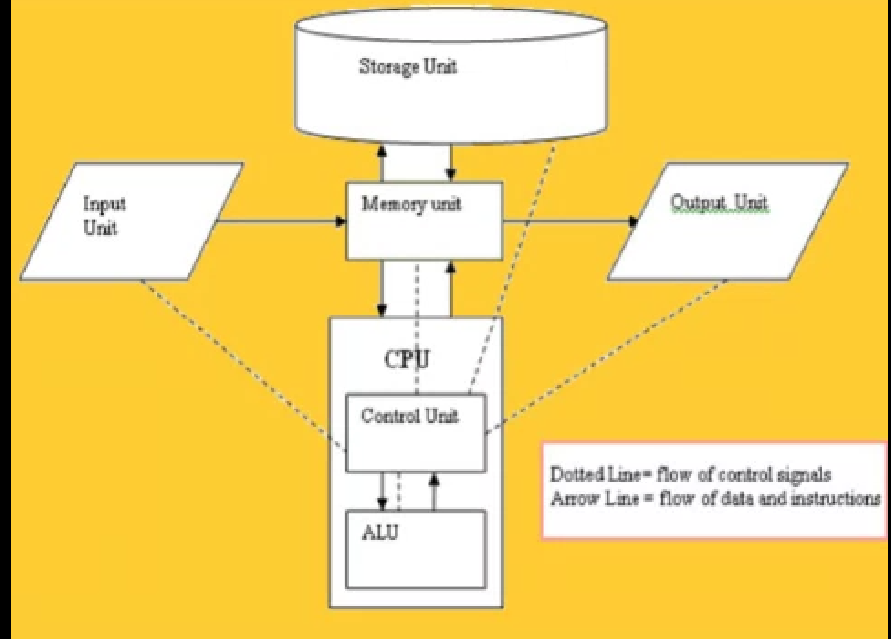 Storage Unit
Input
Unit
Memory unit
Output Unit
CPU
Control Unit
ALU
Dotted Line= flow of control signals
Arrow Line = flow of data and instructions